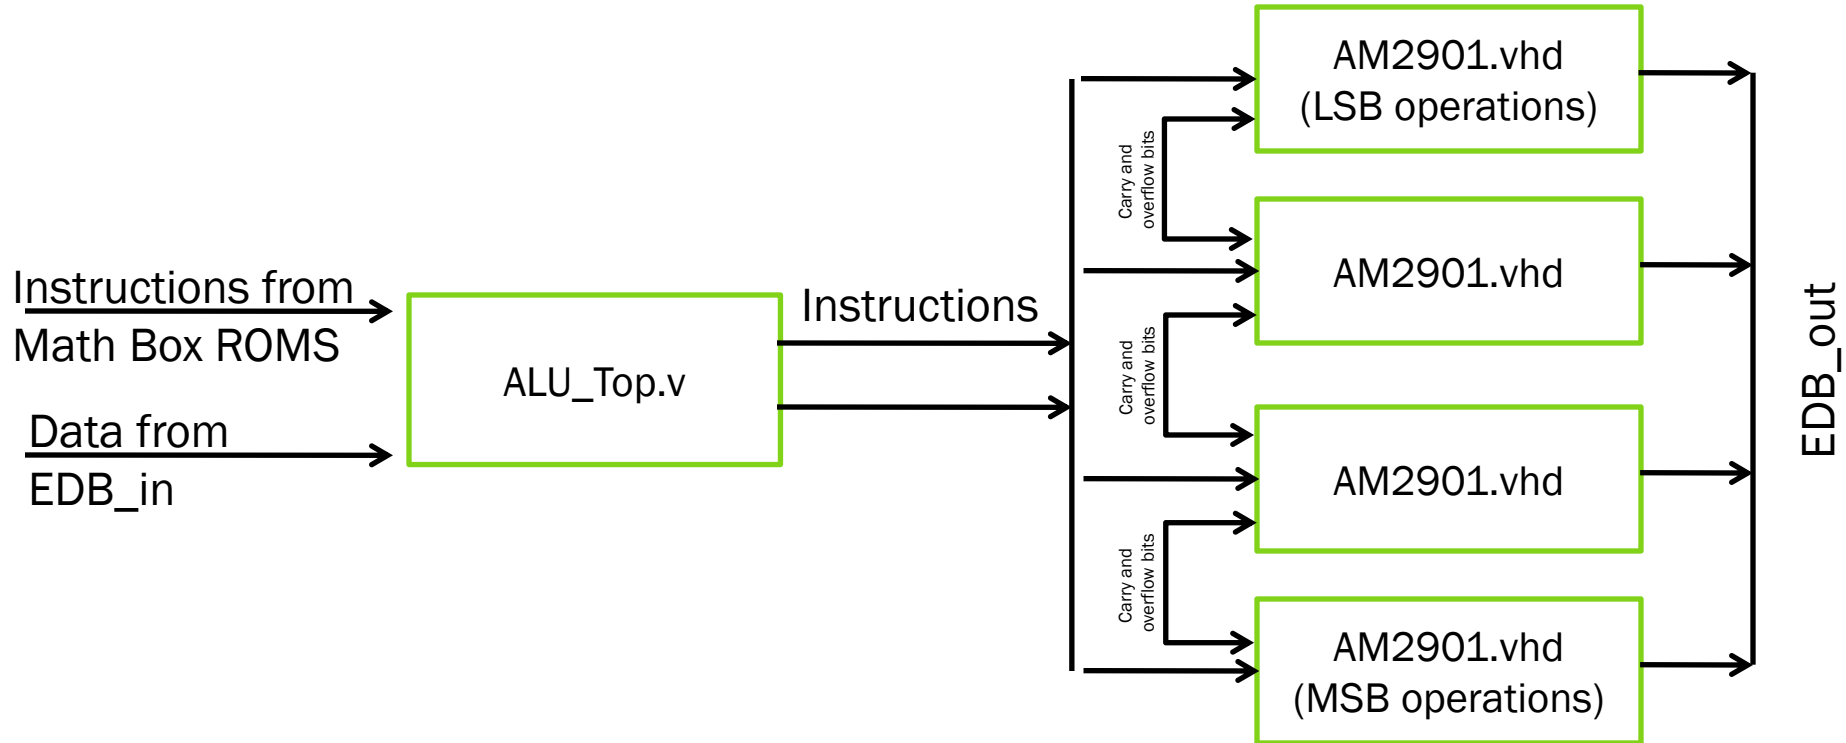 Instructions from
Math Box ROMS
Data from
EDB_in
ALU_Top.v
Instructions
AM2901.vhd
(LSB operations)
Carry and
overflow bits
AM2901.vhd
Carry and
overflow bits
AM2901.vhd
Carry and
overflow bits
AM2901.vhd
(MSB operations)
EDB_out